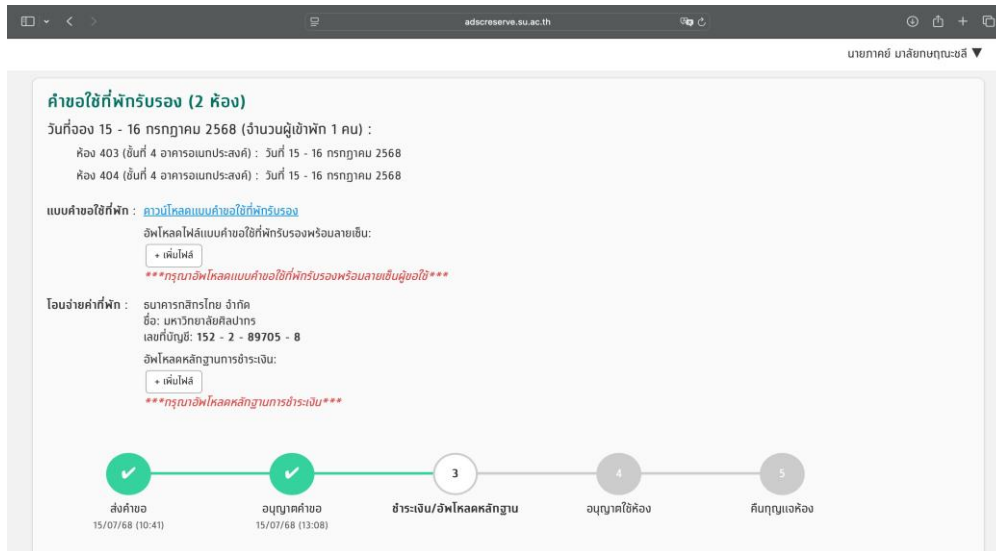 adscreserve.su.ac.th
นายภาคย์ มาลัยกษฤณะชลี ▼
คำขอใช้ที่พักรับรอง (2 ห้อง)
วันที่จอง 15 - 16 กรกฎาคม 2568 (จำนวนผู้เข้าพัก 1 คน) :
ห้อง 403 (ชั้นที่ 4 อาคารอเนกประสงค์) : วันที่ 15 - 16 กรกฎาคม 2568
ห้อง 404 (ชั้นที่ 4 อาคารอเนกประสงค์) : วันที่ 15 - 16 กรกฎาคม 2568
แบบคำขอใช้ที่พัก : ดาวน์โหลดแบบคำขอใช้ที่พักรับรอง
อัพโหลดไฟล์แบบคำขอใช้ที่พักรับรองพร้อมลายเซ็น:
+ เพิ่มไฟล์
***กรุณาอัพโหลดแบบคำขอใช้ที่พักรับรองพร้อมลายเซ็นผู้ขอใช้***
โอนจ่ายค่าที่พัก : ธนาคารกสิกรไทย จำกัด
ชื่อ: มหาวิทยาลัยศิลปากร
เลขที่บัญชี: 152 - 2 - 89705 - 8
อัพโหลดหลักฐานการชำระเงิน:
+ เพิ่มไฟล์
***กรุณาอัพโหลดหลักฐานการชำระเงิน***
3 4 5
ส่งคำขอ อนุญาตคำขอ ชำระเงิน/อัพโหลดหลักฐาน อนุญาตใช้ห้อง คืนกุญแจห้อง
15/07/68 (10:41) 15/07/68 (13:08)